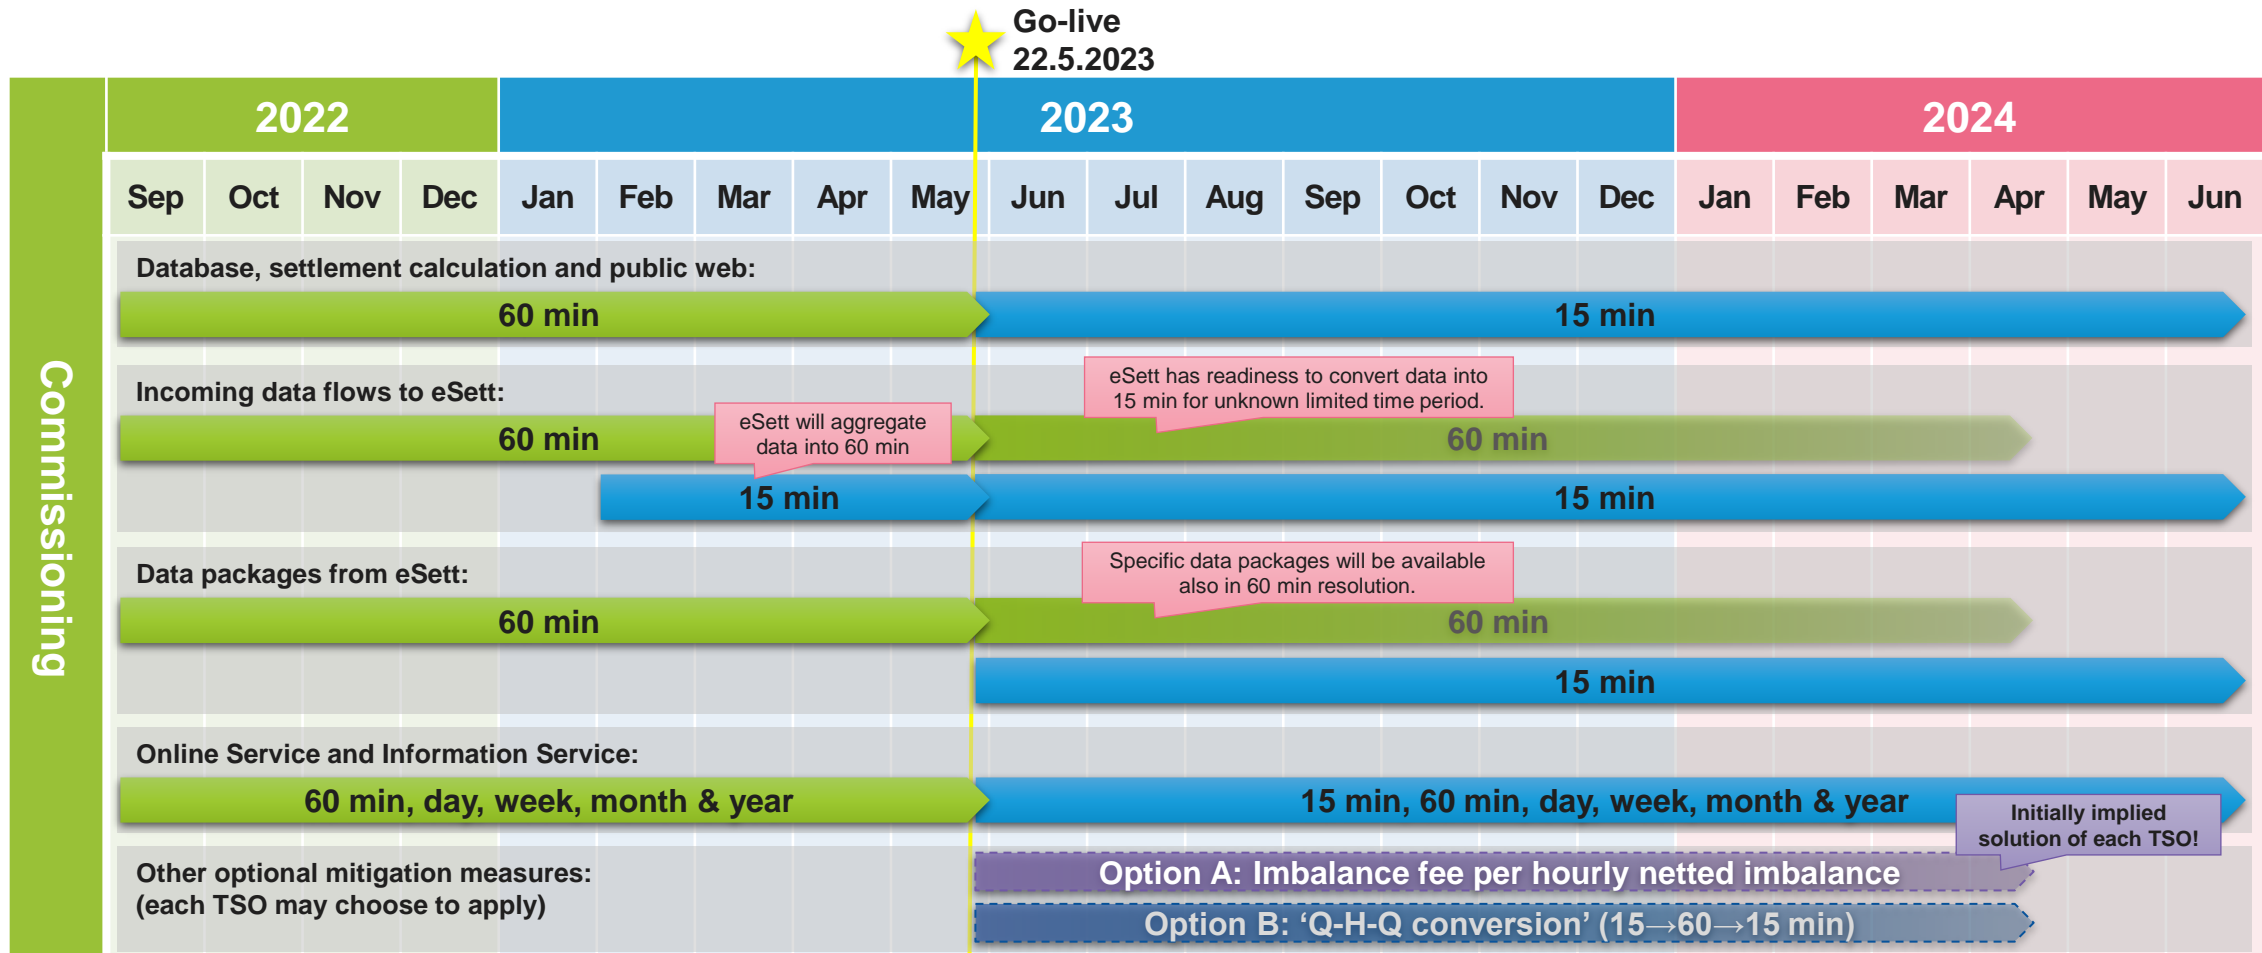 Go-live
22.5.2023
2022
2023
2024
Sep
Oct
Nov
Dec
Jan
Feb
Mar
Apr
May
Jun
Jul
Aug
Sep
Oct
Nov
Dec
Jan
Feb
Mar
Apr
May
Jun
Commissioning
Database, settlement calculation and public web:
60 min
15 min
Incoming data flows to eSett:
eSett has readiness to convert data into
15 min for unknown limited time period.
60 min
eSett will aggregate
data into 60 min
60 min
15 min
15 min
Data packages from eSett:
Specific data packages will be available
also in 60 min resolution.
60 min
60 min
15 min
Online Service and Information Service:
60 min, day, week, month & year
15 min, 60 min, day, week, month & year
Initially implied
solution of each TSO!
Other optional mitigation measures:
(each TSO may choose to apply)
Option A: Imbalance fee per hourly netted imbalance
Option B: ‘Q-H-Q conversion’ (15→60→15 min)